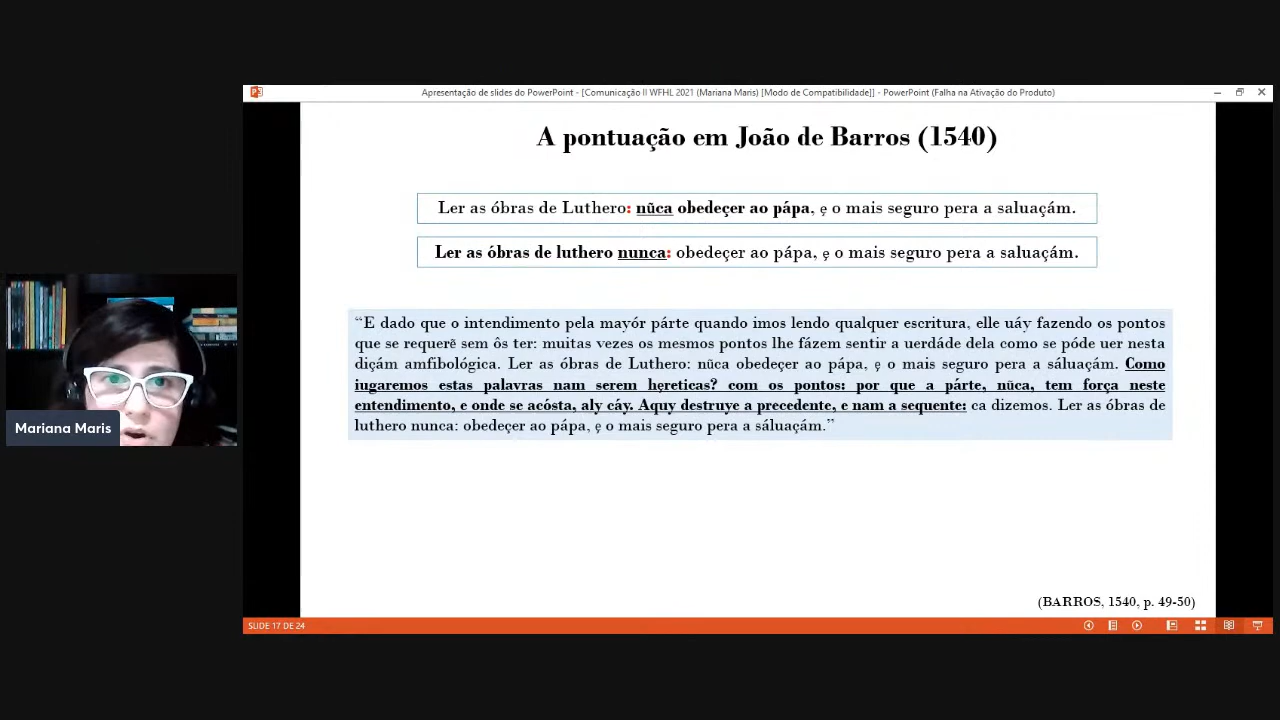 Apresentação de slides do PowerPoint - [Comunicação II WFHL 2021 (Mariana Maris) [Modo de Compatibilidade]] - PowerPoint (Falha na Ativação do Produto)
A pontuação em João de Barros (1540)
Ler as óbras de Luthero: nũca obedeçer ao pápa, ę o mais seguro pera a saluaçám.
Ler as óbras de luthero nunca: obedeçer ao pápa, ę o mais seguro pera a saluaçám.
“E dado que o intendimento pela mayór párte quando imos lendo qualquer escritura, elle uáy fazendo os pontos
que se requerẽ sem ôs ter: muitas vezes os mesmos pontos lhe fázem sentir a uerdáde dela como se póde uer nesta
diçám amfibológica. Ler as óbras de Luthero: nũca obedeçer ao pápa, ę o mais seguro pera a sáluaçám. Como
iugaremos estas palavras nam serem hęreticas? com os pontos: por que a párte, nũca, tem força neste
entendimento, e onde se acósta, aly cáy. Aquy destruye a precedente, e nam a sequente: ca dizemos. Ler as óbras de
luthero nunca: obedeçer ao pápa, ę o mais seguro pera a sáluaçám.”
Mariana Maris
(BARROS, 1540, p. 49-50)
SLIDE 17 DE 24